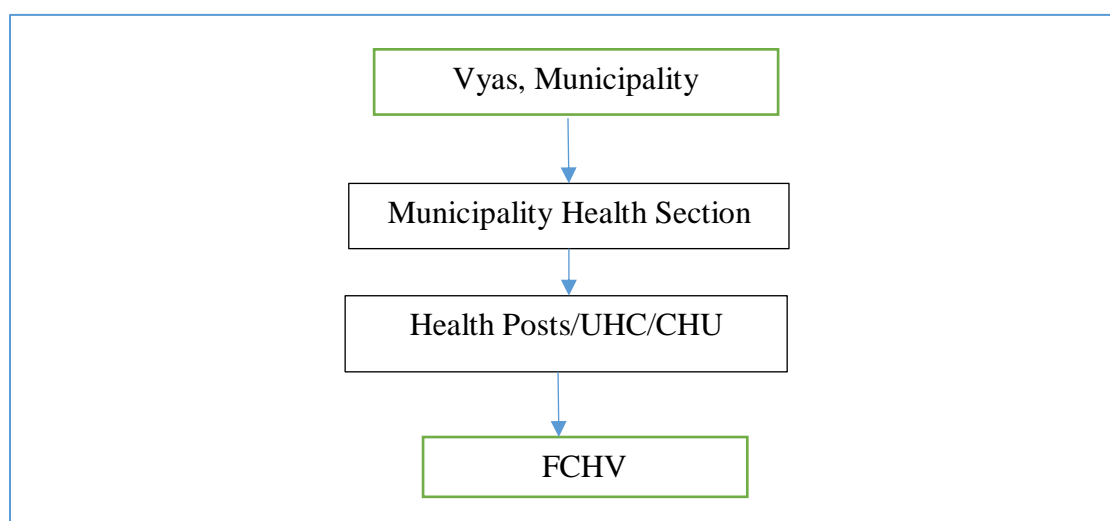 Vyas, Municipality
Municipality Health Section
Health Posts/UHC/CHU
FCHV